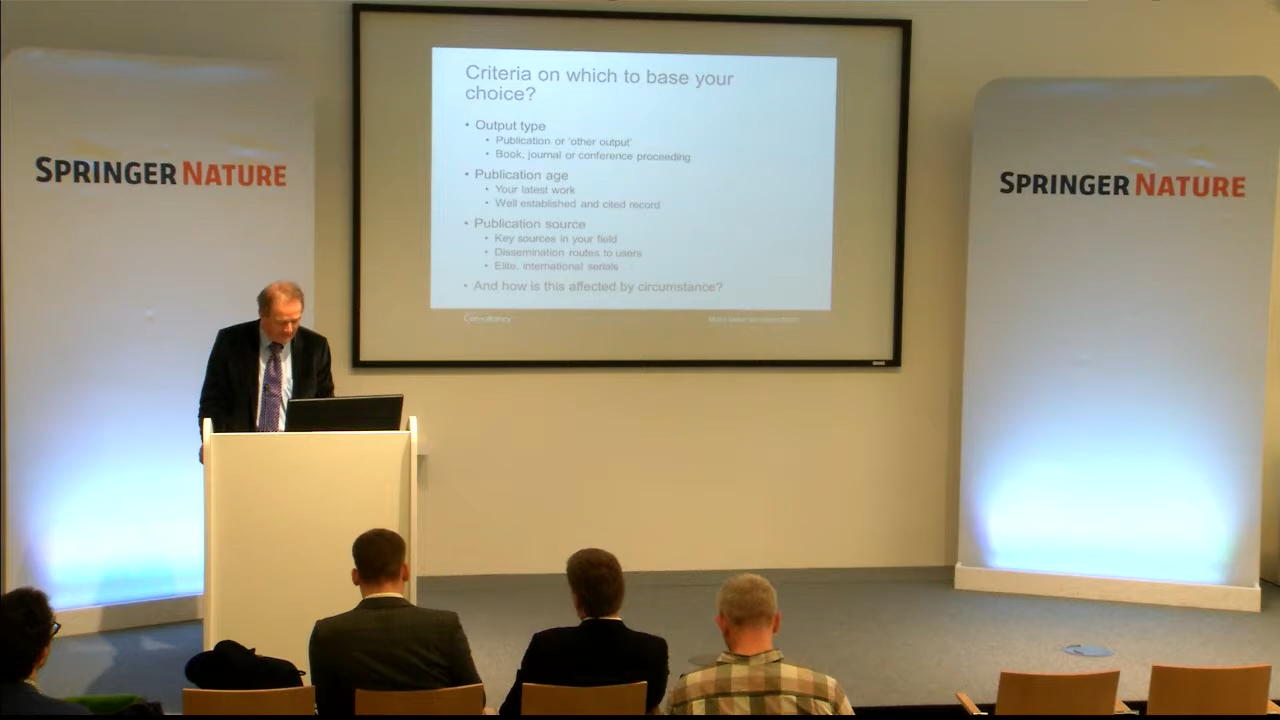 SPRINGER NATURE
Criteria on which to base your
choice?
• Output type
• Publication or 'other output'
• Book, journal or conference proceeding
• Publication age
• Your latest work
• Well established and cited record
• Publication source
• Key sources in your field
• Dissemination routes to users
• Elite, international serials
• And how is this affected by circumstance?
Consultancy
SPRINGER NATURE